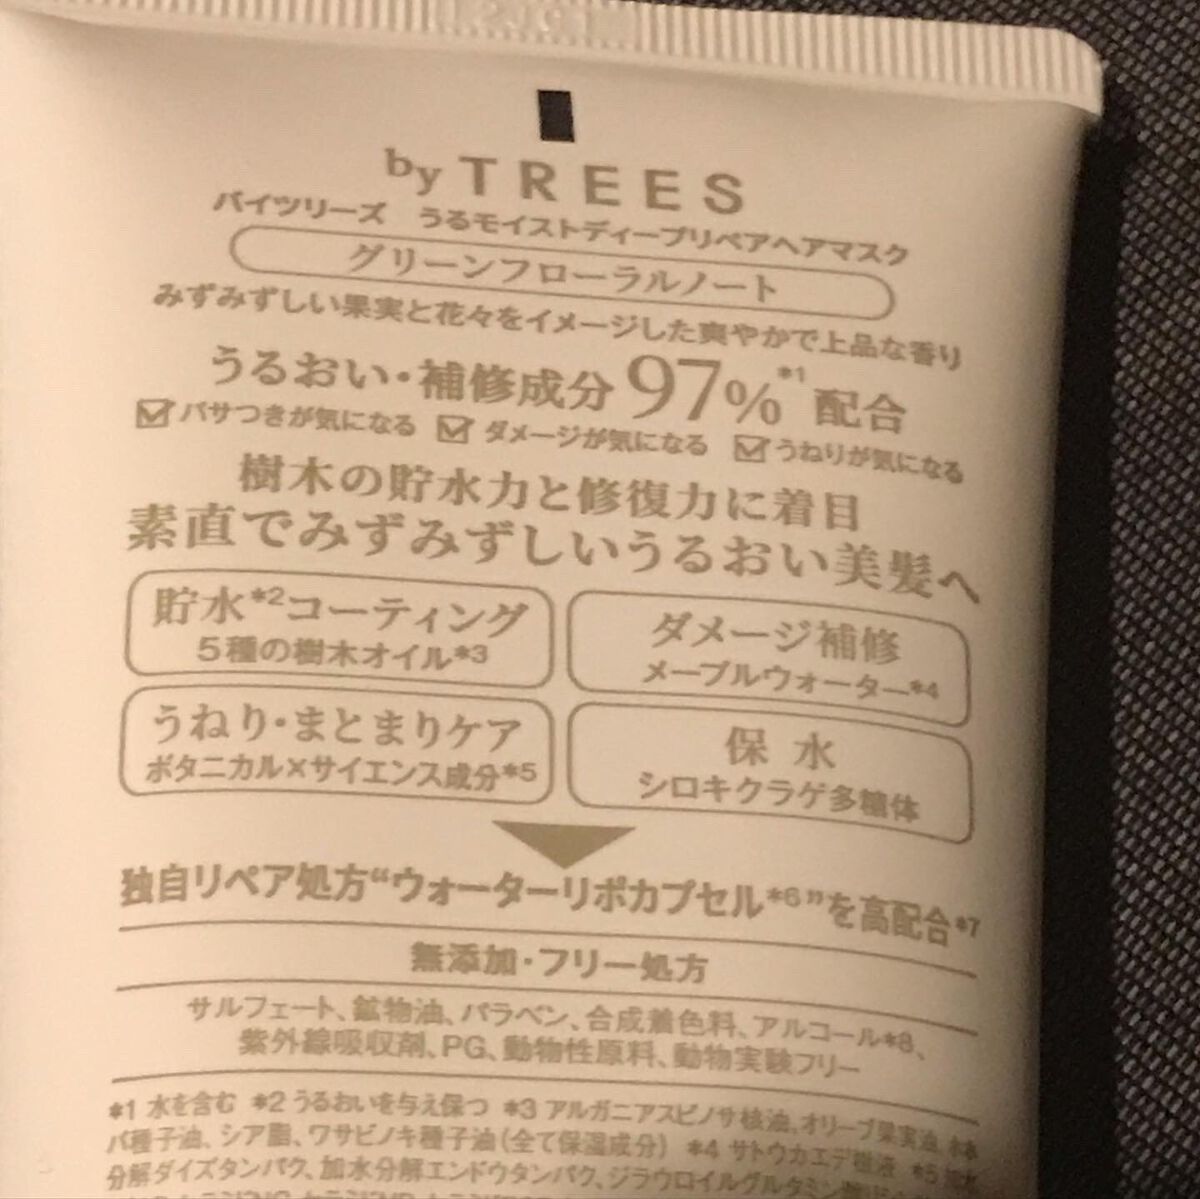 by TREES
バイツリーズ うるモイストディープリペアヘアマスク
グリーンフローラルノート
みずみずしい果実と花々をイメージした爽やかで上品な香り
うるおい・補修成分97%*1配合
☑パサつきが気になる ☑ダメージが気になる ☑うねりが気になる
樹木の貯水力と修復力に着目
素直でみずみずしいうるおい美髪へ
貯水*2コーティング
5種の樹木オイル*3
ダメージ補修
メープルウォーター*4
うねり・まとまりケア
ボタニカル×サイエンス成分*5
保水
シロキクラゲ多糖体
独自リペア処方“ウォーターリポカプセル*6”を高配合*7
無添加・フリー処方
サルフェート、鉱物油、パラベン、合成着色料、アルコール*8、
紫外線吸収剤、PG、動物性原料、動物実験フリー
*1 水を含む *2 うるおいを与え保つ *3 アルガニアスピノサ核油、オリーブ果実油、ホホ
バ種子油、シア脂、ワサビノキ種子油(全て保湿成分) *4 サトウカエデ樹液 *5 加水
分解ダイズタンパク、加水分解エンドウタンパク、ジラウロイルグルタミン酸